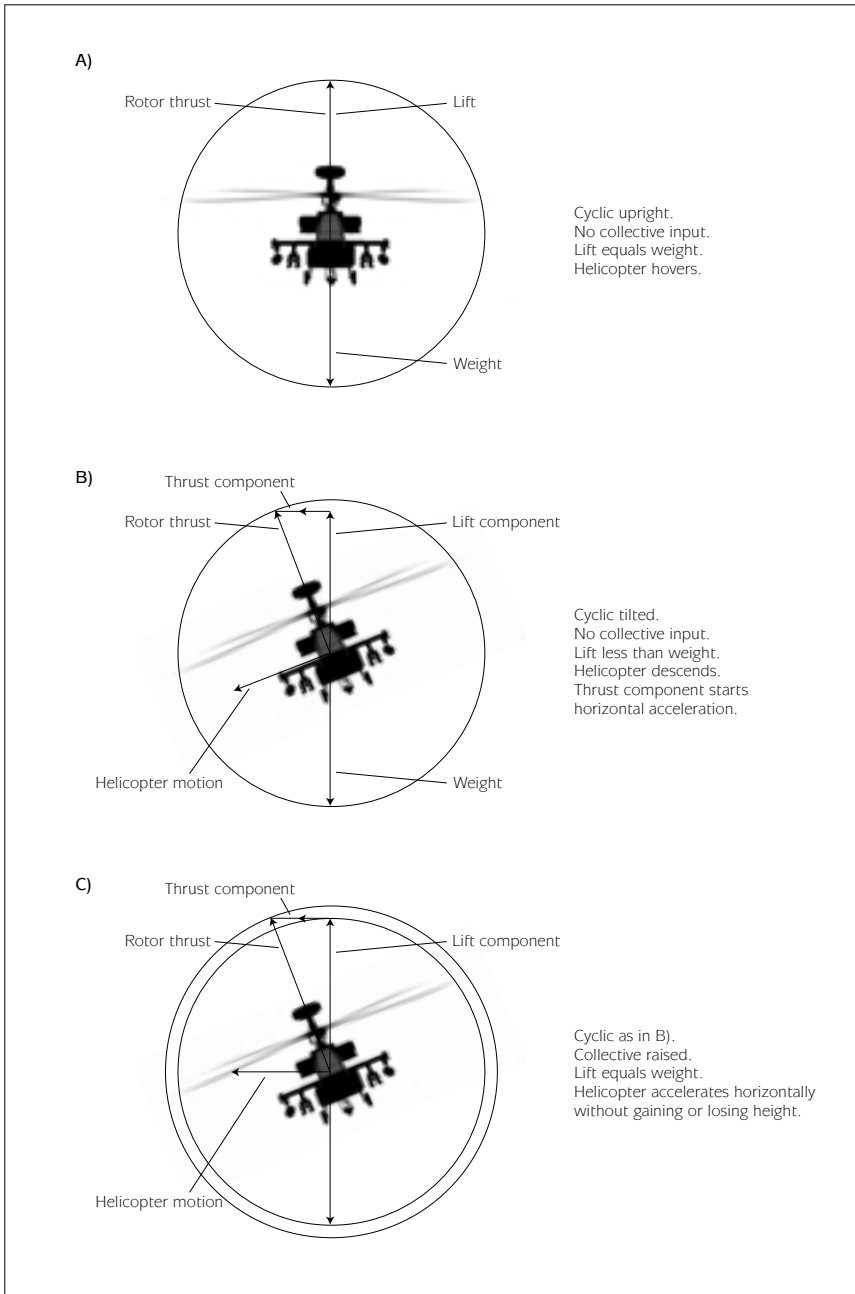 A)
Rotor thrust
Lift
Cyclic upright.
No collective input.
Lift equals weight.
Helicopter hovers.
Weight
B)
Thrust component
Rotor thrust
Lift component
Cyclic tilted.
No collective input.
Lift less than weight.
Helicopter descends.
Thrust component starts
horizontal acceleration.
Helicopter motion
Weight
C)
Thrust component
Rotor thrust
Lift component
Cyclic as in B).
Collective raised.
Lift equals weight.
Helicopter accelerates horizontally
without gaining or losing height.
Helicopter motion